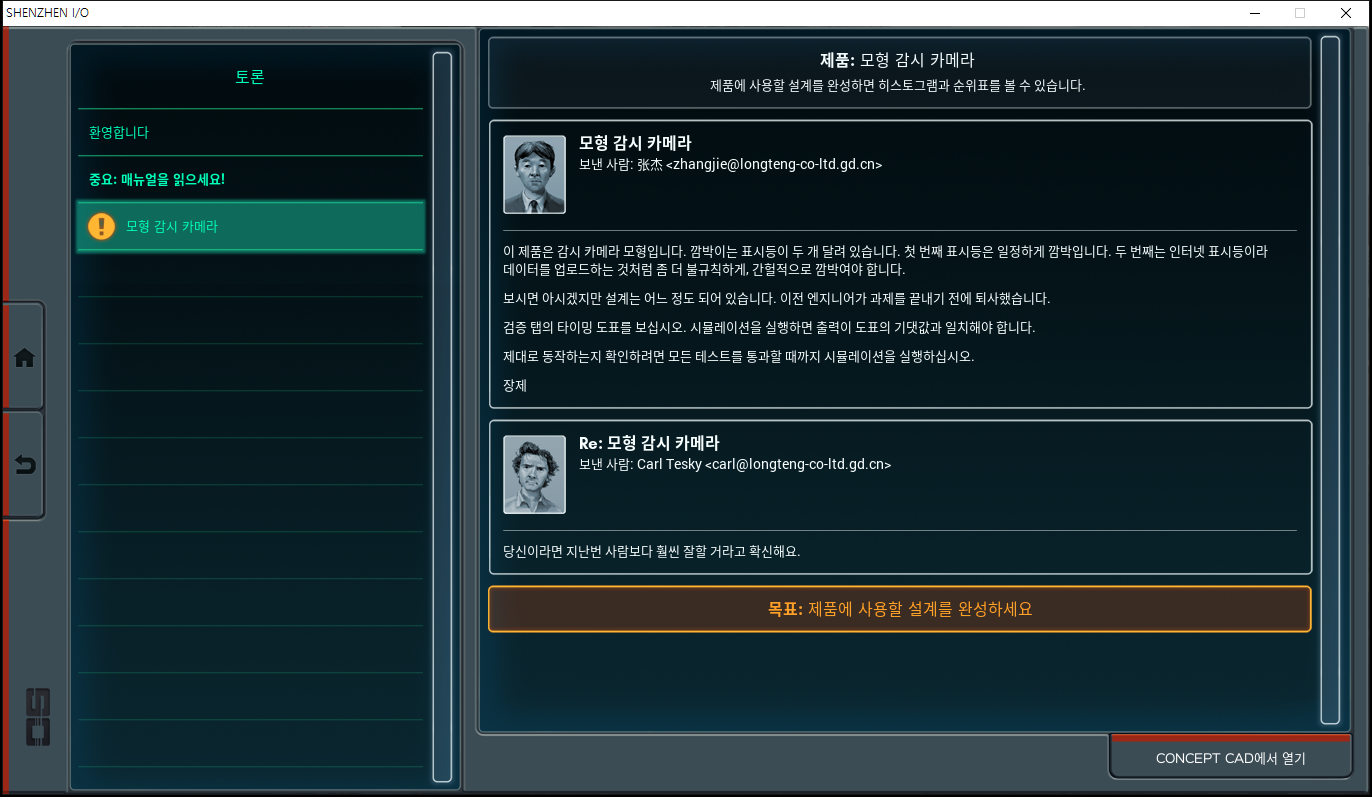 SHENZHEN I/O
토론
환영합니다
중요: 매뉴얼을 읽으세요!
모형 감시 카메라
제품: 모형 감시 카메라
제품에 사용할 설계를 완성하면 히스토그램과 순위표를 볼 수 있습니다.
모형 감시 카메라
보낸 사람: 张杰 <zhangjie@longteng-co-ltd.gd.cn>
이 제품은 감시 카메라 모형입니다. 깜박이는 표시등이 두 개 달려 있습니다. 첫 번째 표시등은 일정하게 깜박입니다. 두 번째는 인터넷 표시등이라
데이터를 업로드하는 것처럼 좀 더 불규칙하게, 간헐적으로 깜박여야 합니다.
보시면 아시겠지만 설계는 어느 정도 되어 있습니다. 이전 엔지니어가 과제를 끝내기 전에 퇴사했습니다.
검증 탭의 타이밍 도표를 보십시오. 시뮬레이션을 실행하면 출력이 도표의 기댓값과 일치해야 합니다.
제대로 동작하는지 확인하려면 모든 테스트를 통과할 때까지 시뮬레이션을 실행하십시오.
장제
Re: 모형 감시 카메라
보낸 사람: Carl Tesky <carl@longteng-co-ltd.gd.cn>
당신이라면 지난번 사람보다 훨씬 잘할 거라고 확신해요.
목표: 제품에 사용할 설계를 완성하세요
CONCEPT CAD에서 열기